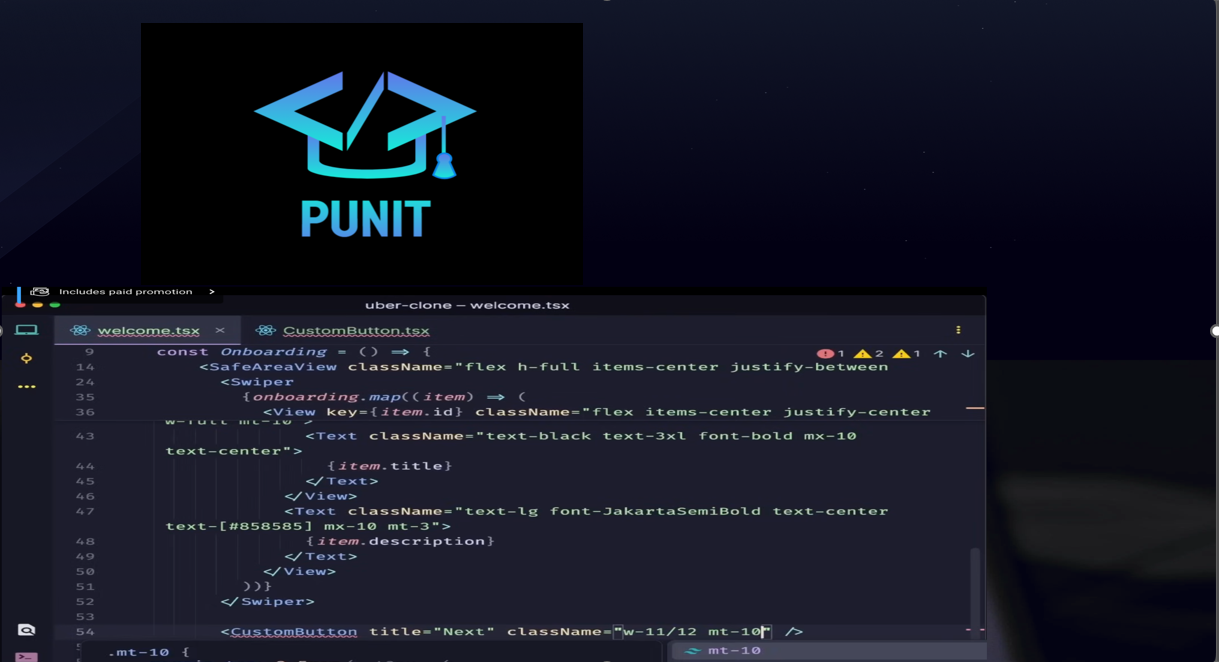 PUNIT
Includes paid promotion >
uber-clone — welcome.tsx
welcome.tsx ×
CustomButton.tsx
9 const Onboarding = () => {
1 2 1
14 <SafeAreaView className="flex h-full items-center justify-between
24 <Swiper
35 {onboarding.map((item) => (
36 <View key={item.id} className="flex items-center justify-center
w-full mt-10">
43 <Text className="text-black text-3xl font-bold mx-10
text-center">
44 {item.title}
45 </Text>
46 </View>
47 <Text className="text-lg font-JakartaSemiBold text-center
text-[#858585] mx-10 mt-3">
48 {item.description}
49 </Text>
50 </View>
51 ))}
52 </Swiper>
53
54 <CustomButton title="Next" className="w-11/12 mt-10" />
.mt-10 {
mt-10